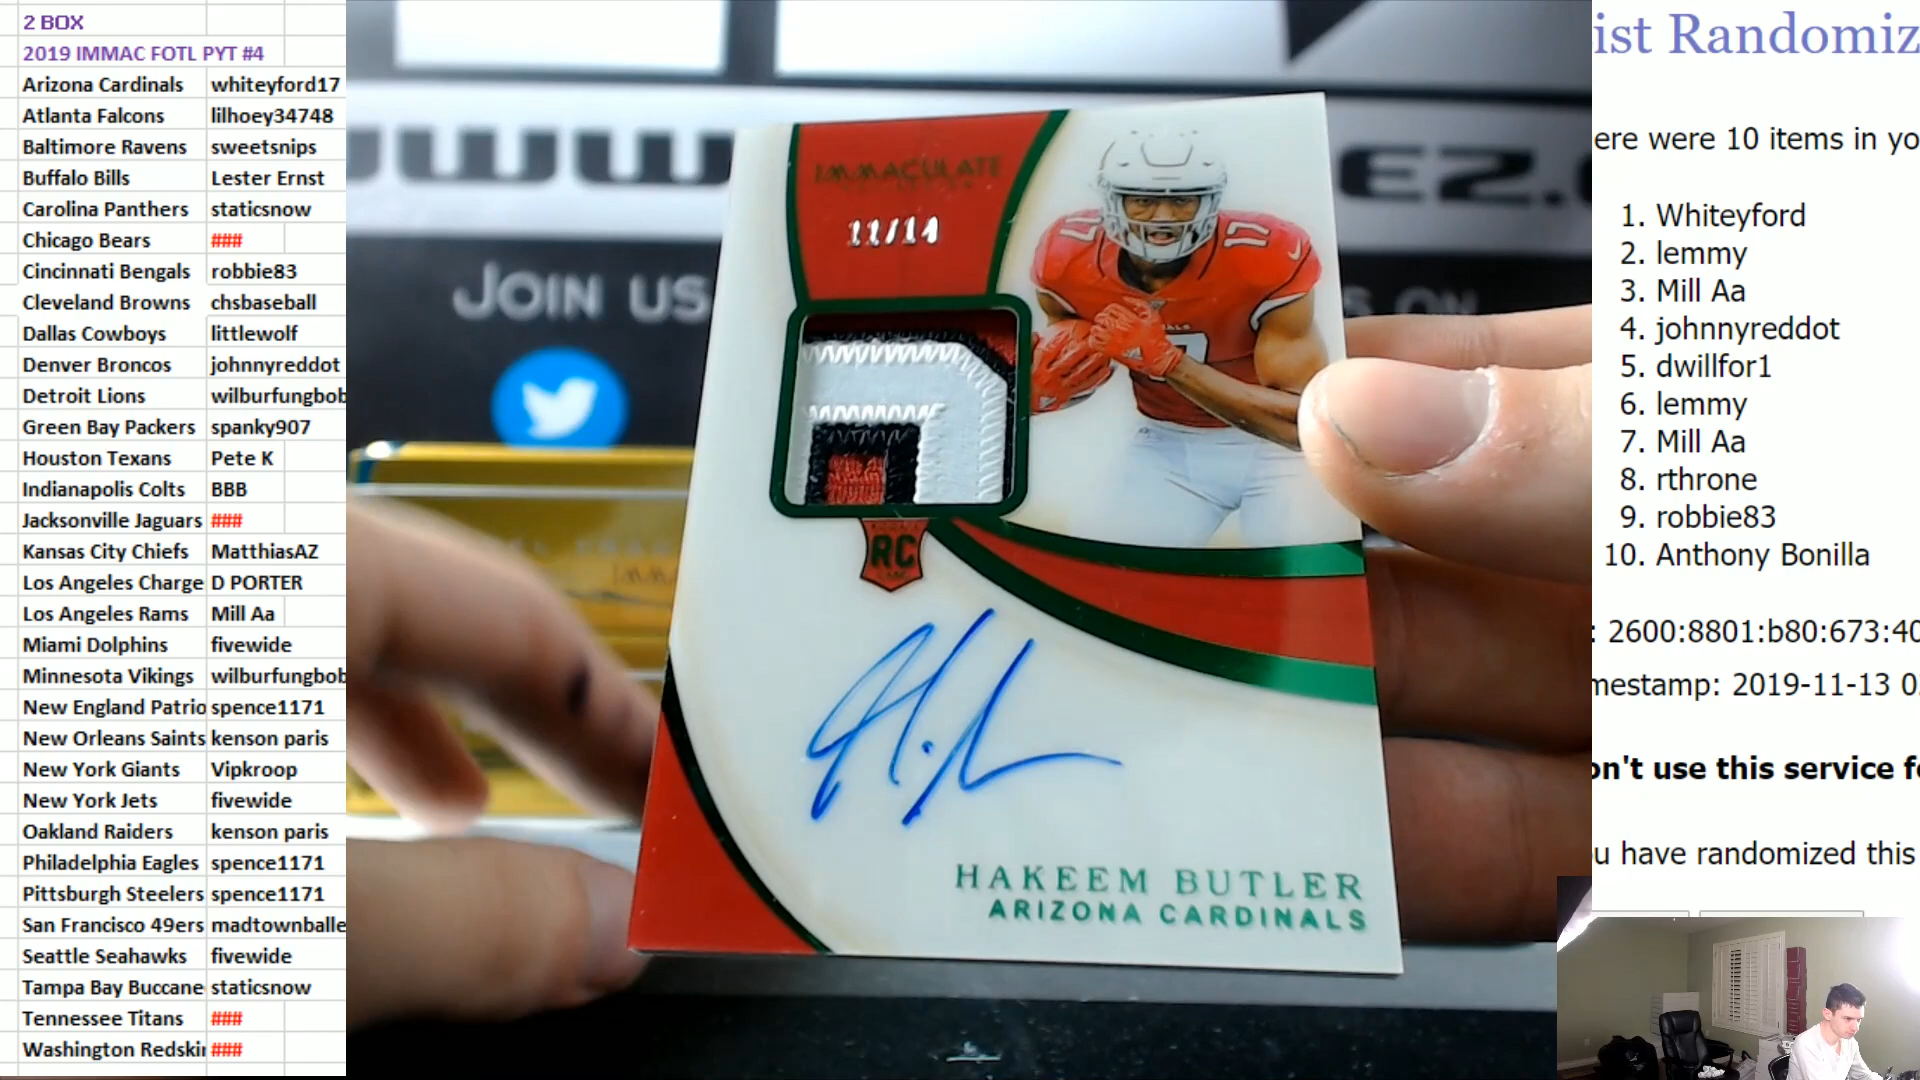 2 BOX
2019 IMMAC FOTL PYT #4
Arizona Cardinals whiteyford17
Atlanta Falcons lilhoey34748
Baltimore Ravens sweetsnips
Buffalo Bills Lester Ernst
Carolina Panthers staticsnow
Chicago Bears ###
Cincinnati Bengals robbie83
Cleveland Browns chsbaseball
Dallas Cowboys littlewolf
Denver Broncos johnnyreddot
Detroit Lions wilburfungbob
Green Bay Packers spanky907
Houston Texans Pete K
Indianapolis Colts BBB
Jacksonville Jaguars ###
Kansas City Chiefs MatthiasAZ
Los Angeles Charge D PORTER
Los Angeles Rams Mill Aa
Miami Dolphins fivewide
Minnesota Vikings wilburfungbob
New England Patrio spence1171
New Orleans Saints kenson paris
New York Giants Vipkroop
New York Jets fivewide
Oakland Raiders kenson paris
Philadelphia Eagles spence1171
Pittsburgh Steelers spence1171
San Francisco 49ers madtownballe
Seattle Seahawks fivewide
Tampa Bay Buccane staticsnow
Tennessee Titans ###
Washington Redski ###
WWW
EZ.
JOIN US
ON
IMMACULATE
11/14
17 17
RC
HAKEEM BUTLER
ARIZONA CARDINALS
ist Randomiz
ere were 10 items in yo
1. Whiteyford
2. lemmy
3. Mill Aa
4. johnnyreddot
5. dwillfor1
6. lemmy
7. Mill Aa
8. rthrone
9. robbie83
10. Anthony Bonilla
: 2600:8801:b80:673:40
mestamp: 2019-11-13 0
on't use this service f
u have randomized this